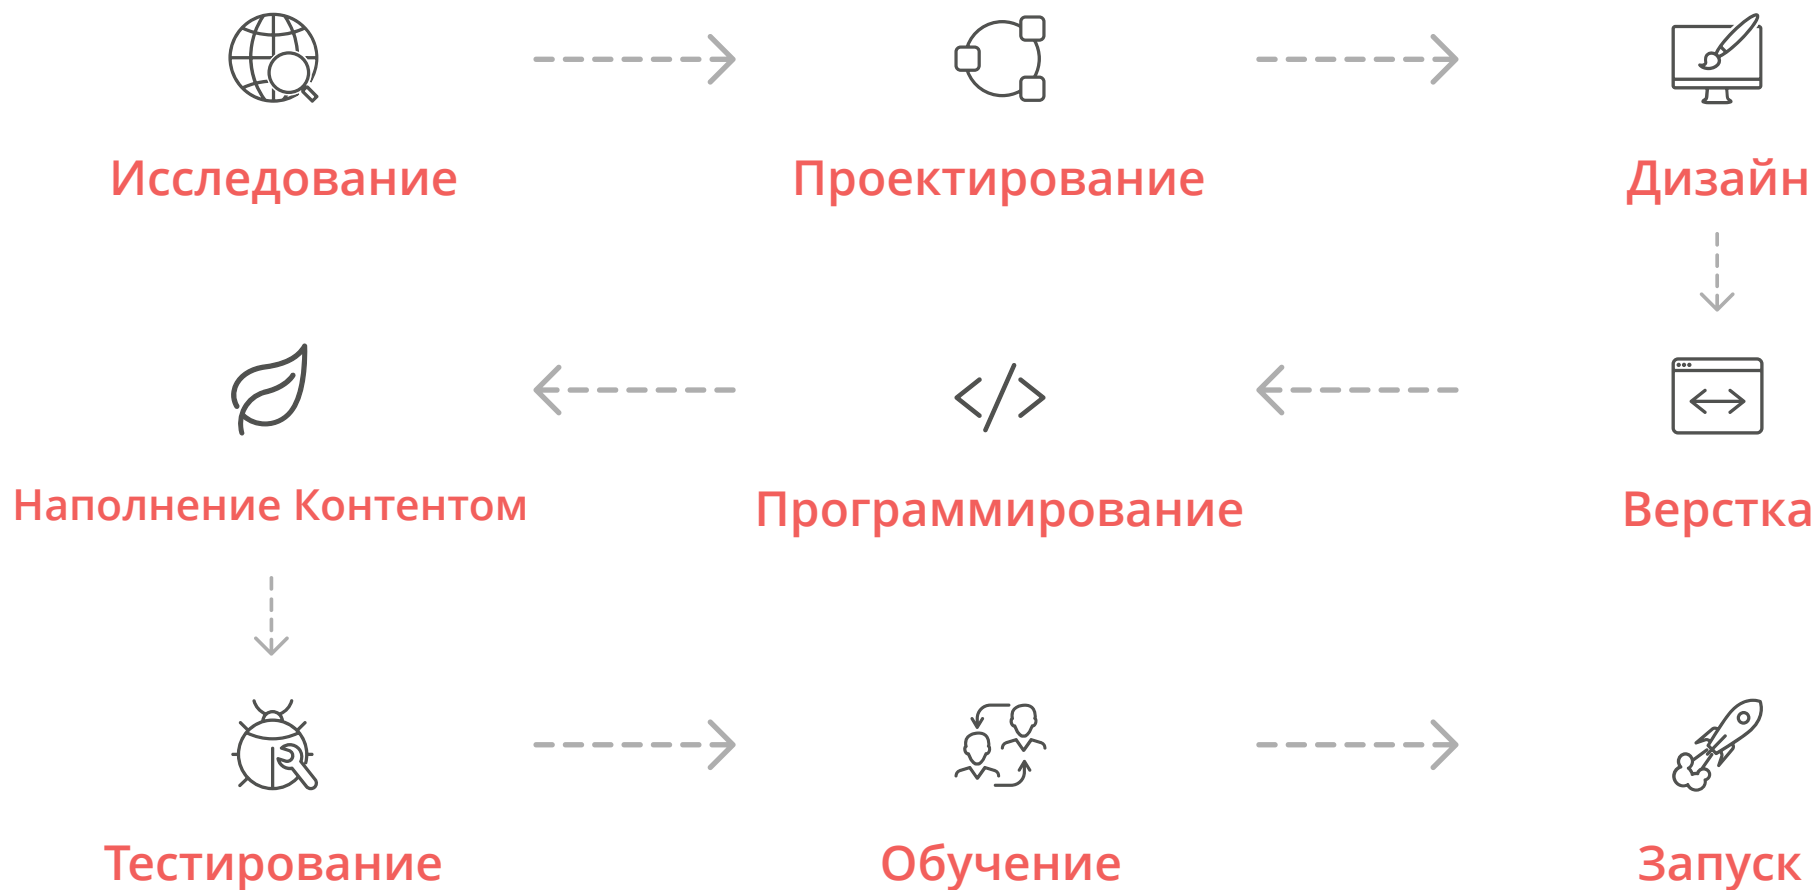 Исследование
Проектирование
Дизайн
Наполнение Контентом
Программирование
Верстка
Тестирование
Обучение
Запуск